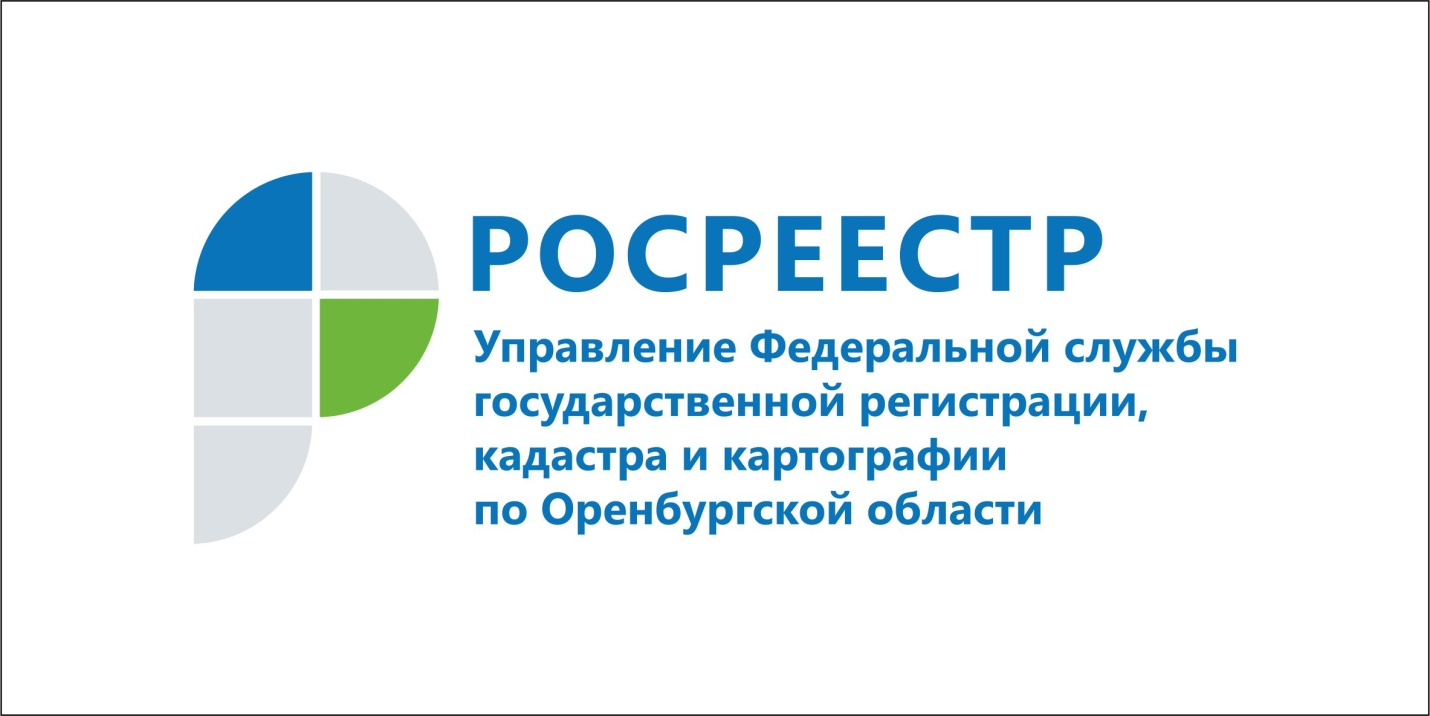 РОСРЕЕСТР
Управление Федеральной службы
государственной регистрации,
кадастра и картографии
по Оренбургской области